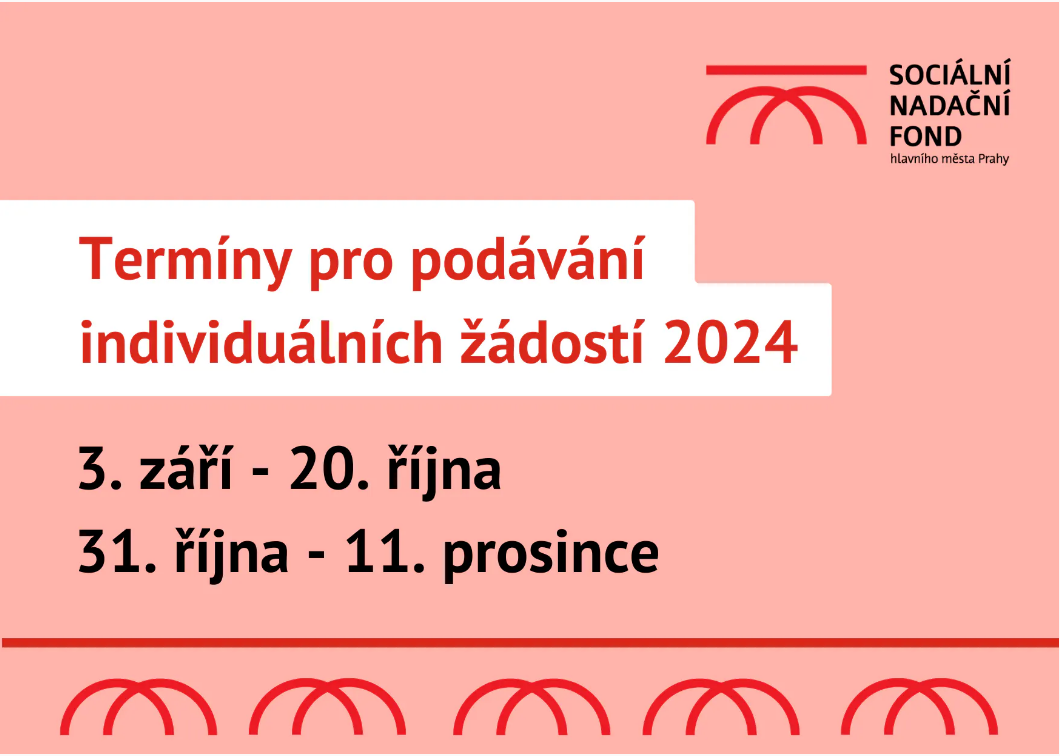 SOCIÁLNÍ
NADAČNÍ
FOND
hlavního města Prahy
Termíny pro podávání
individuálních žádostí 2024
3. září - 20. října
31. října - 11. prosince